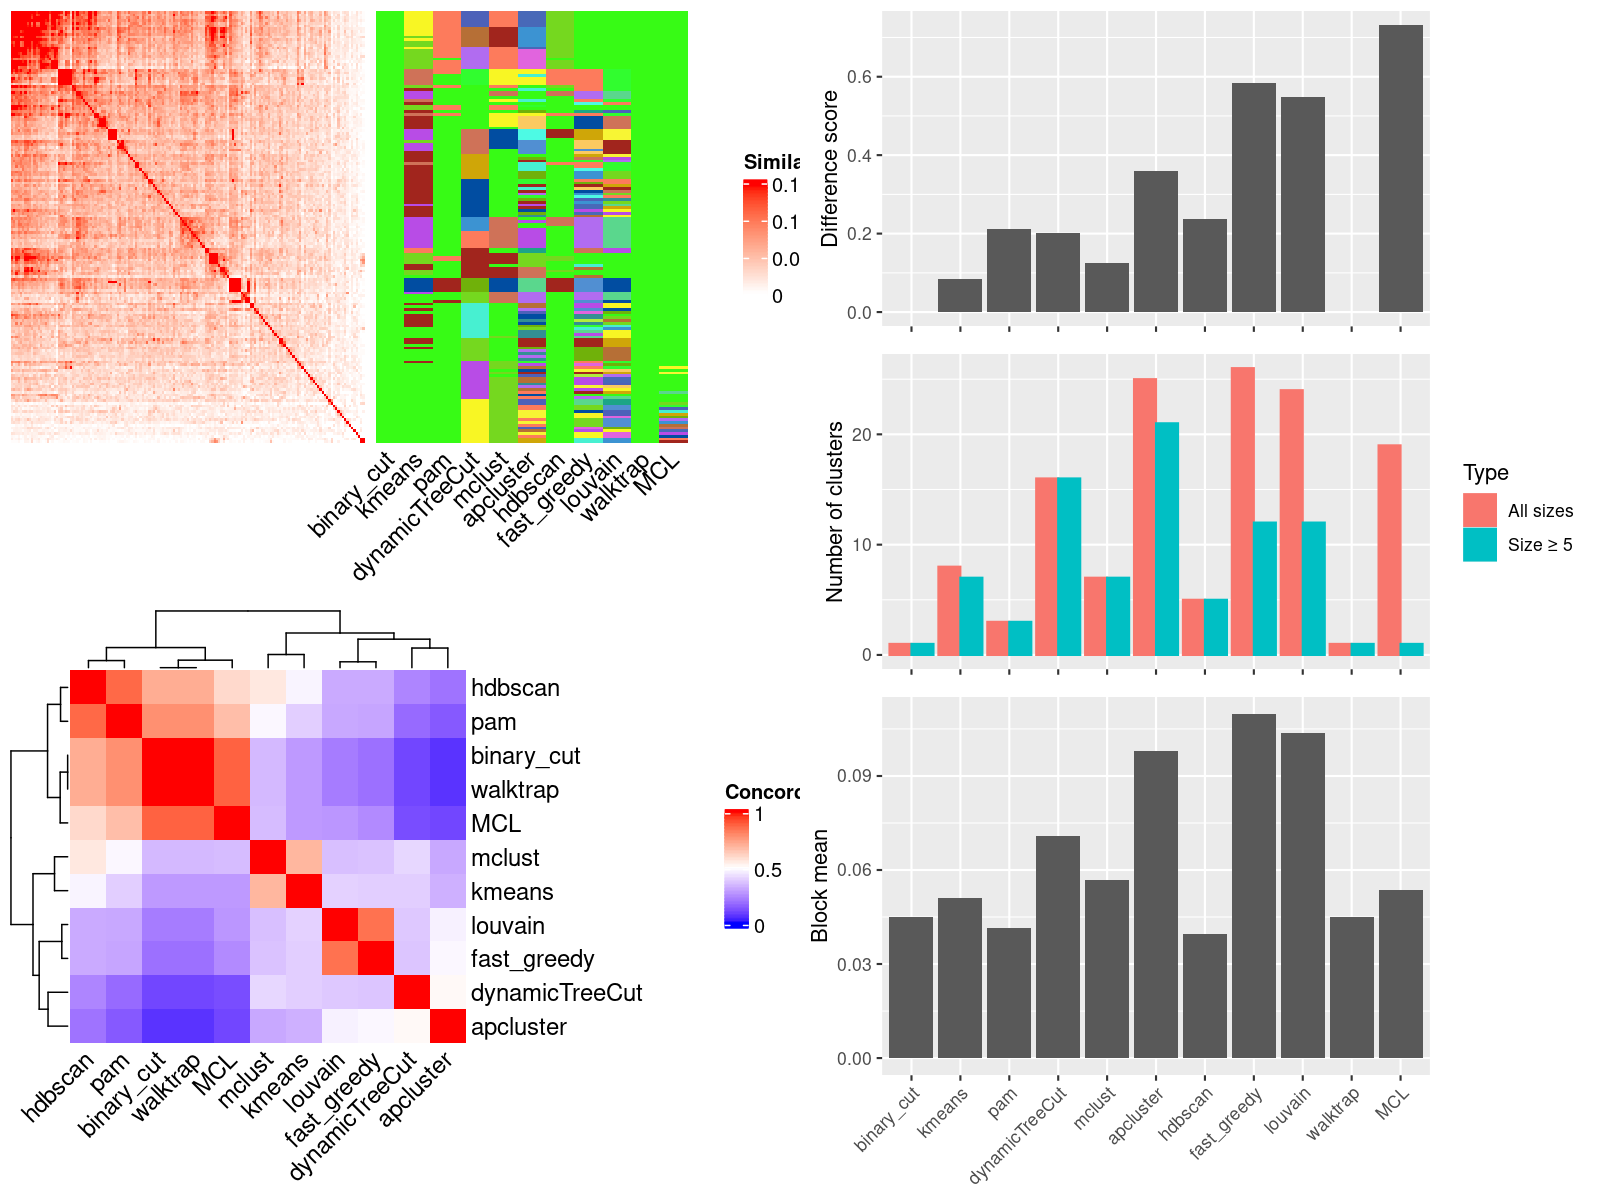 Simila
0.1
0.1
0.0
0
binary_cut
kmeans
pam
dynamicTreeCut
mclust
apcluster
hdbscan
fast_greedy
louvain
walktrap
MCL
hdbscan
pam
binary_cut
walktrap
MCL
mclust
kmeans
louvain
fast_greedy
dynamicTreeCut
apcluster
hdbscan
pam
binary_cut
walktrap
MCL
mclust
kmeans
louvain
fast_greedy
dynamicTreeCut
apcluster
Concord
1
0.5
0
Difference score
0.6
0.4
0.2
0.0
Number of clusters
20
10
0
Type
All sizes
Size ≥ 5
Block mean
0.09
0.06
0.03
0.00
binary_cut
kmeans
pam
dynamicTreeCut
mclust
apcluster
hdbscan
fast_greedy
louvain
walktrap
MCL